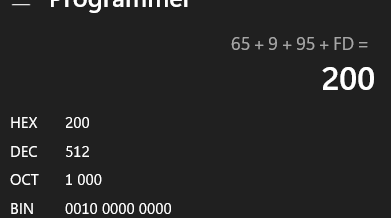 Programmer
65 + 9 + 95 + FD =
200
HEX 200
DEC 512
OCT 1 000
BIN 0010 0000 0000